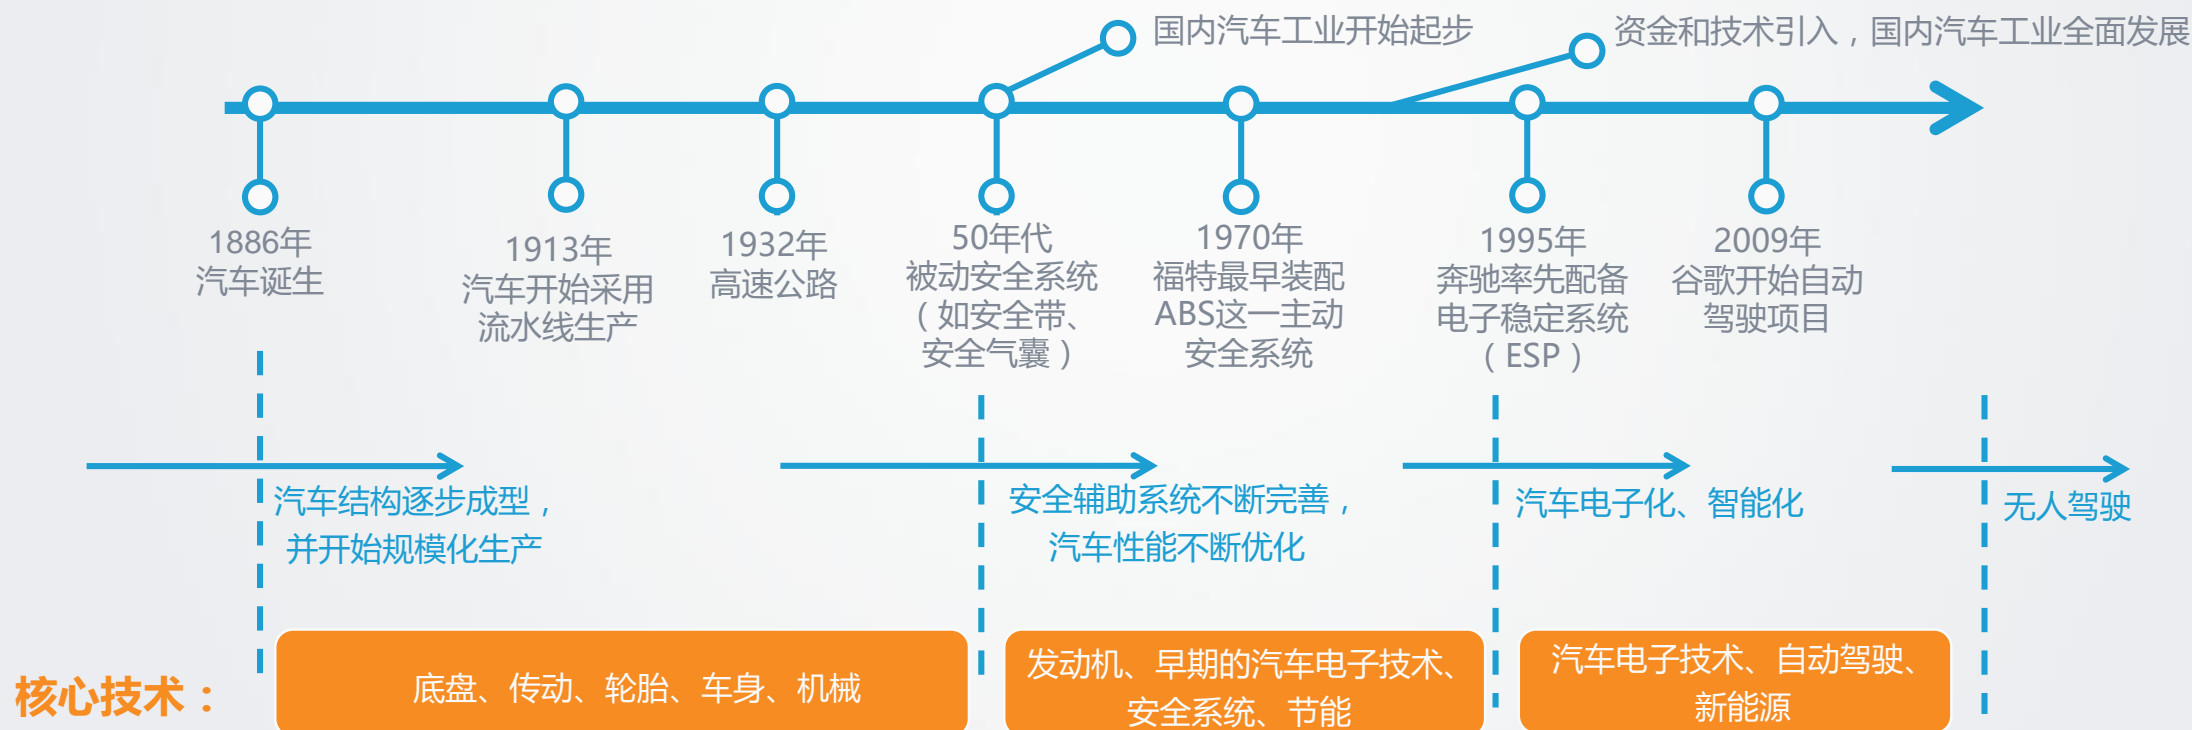 国内汽车工业开始起步
资金和技术引入，国内汽车工业全面发展
1886年
汽车诞生
1913年
汽车开始采用
流水线生产
1932年
高速公路
50年代
被动安全系统
（如安全带、
安全气囊）
1970年
福特最早装配
ABS这一主动
安全系统
1995年
奔驰率先配备
电子稳定系统
（ESP）
2009年
谷歌开始自动
驾驶项目
汽车结构逐步成型，
并开始规模化生产
安全辅助系统不断完善，
汽车性能不断优化
汽车电子化、智能化
无人驾驶
核心技术：
底盘、传动、轮胎、车身、机械
发动机、早期的汽车电子技术、
安全系统、节能
汽车电子技术、自动驾驶、
新能源